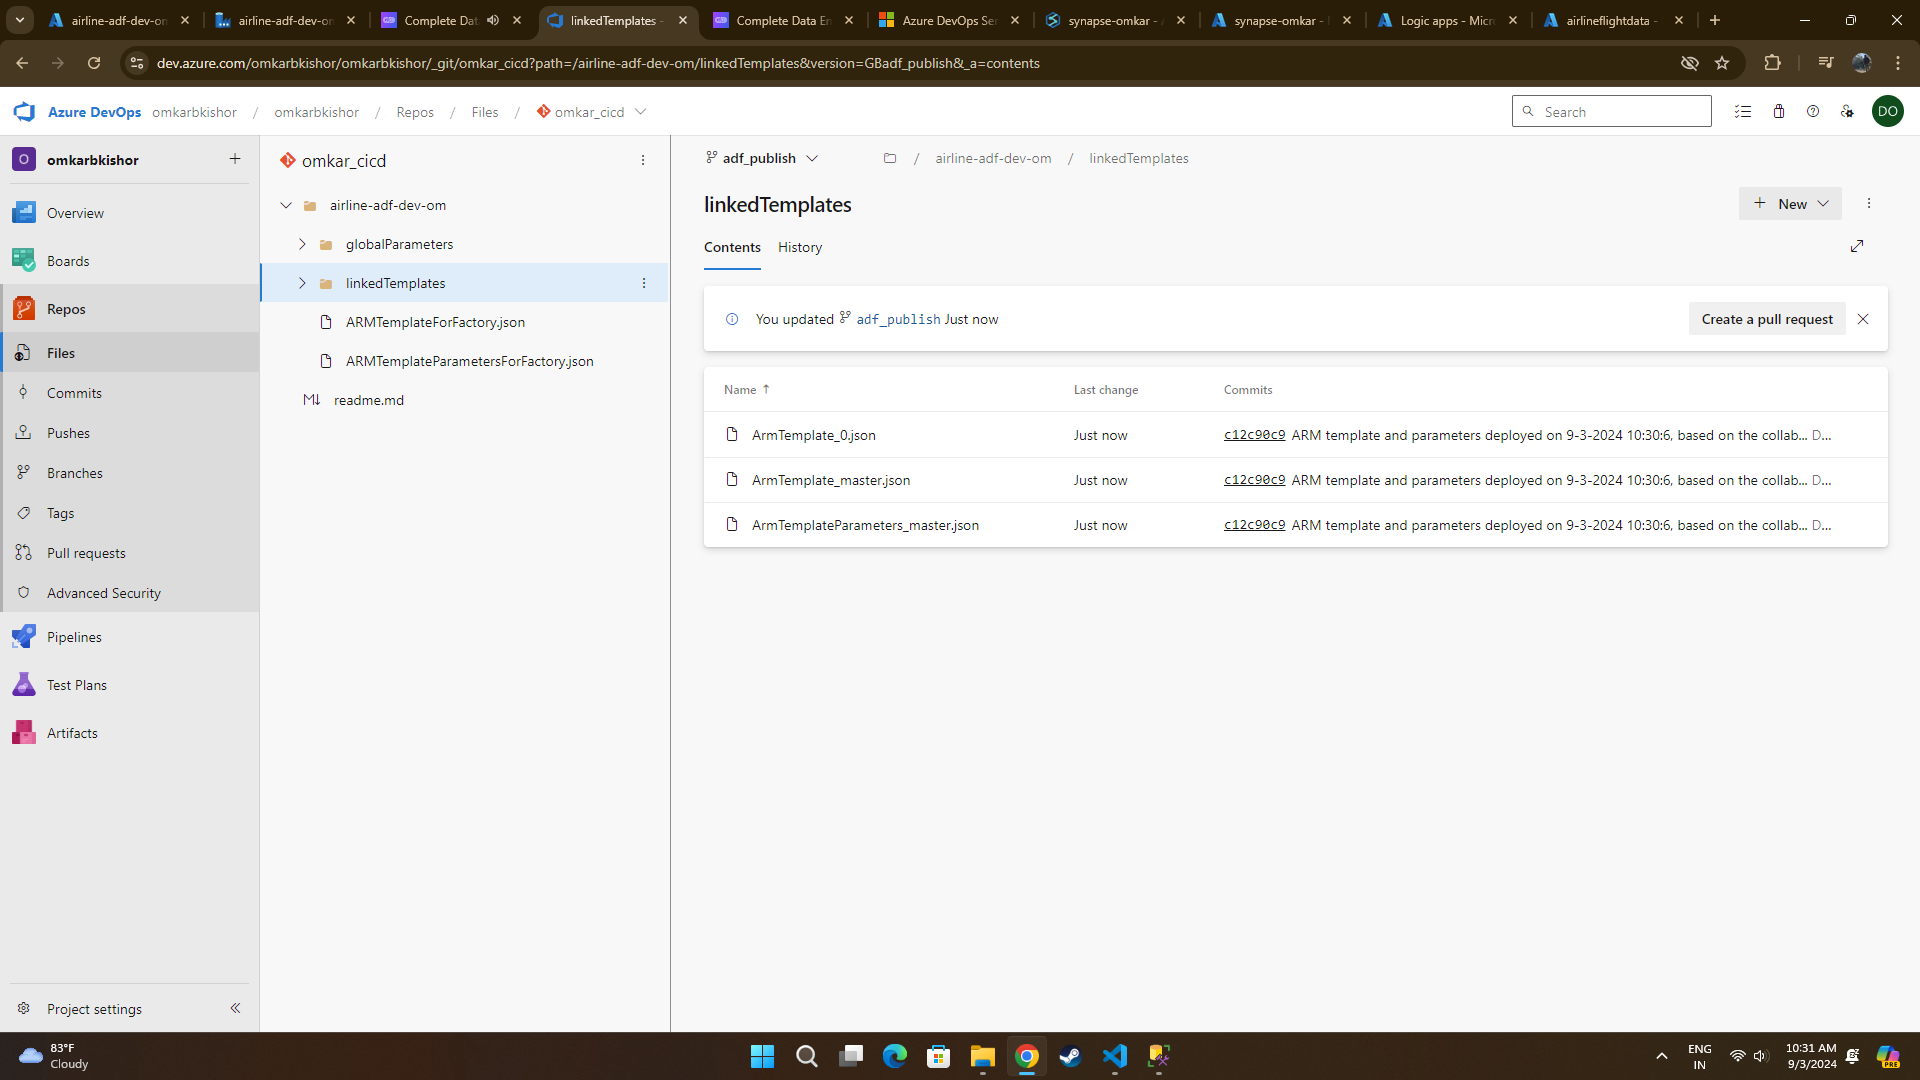 airline-adf-dev-on
airline-adf-dev-on
Complete Dat
linkedTemplates -
Complete Data En
Azure DevOps Ser
synapse-omkar - A
synapse-omkar -
Logic apps - Micro
airlineflightdata -
dev.azure.com/omkarbkishor/omkarbkishor/_git/omkar_cicd?path=/airline-adf-dev-om/linkedTemplates&version=GBadf_publish&_a=contents
Azure DevOps omkarbkishor / omkarbkishor / Repos / Files / omkar_cicd
Search
DO
O omkarbkishor
Overview
Boards
Repos
Files
Commits
Pushes
Branches
Tags
Pull requests
Advanced Security
Pipelines
Test Plans
Artifacts
Project settings
omkar_cicd
airline-adf-dev-om
globalParameters
linkedTemplates
ARMTemplateForFactory.json
ARMTemplateParametersForFactory.json
M↓ readme.md
adf_publish
/ airline-adf-dev-om / linkedTemplates
linkedTemplates
New
Contents History
You updated adf_publish Just now
Create a pull request
Name ↑ Last change Commits
ArmTemplate_0.json Just now c12c90c9 ARM template and parameters deployed on 9-3-2024 10:30:6, based on the collab... D...
ArmTemplate_master.json Just now c12c90c9 ARM template and parameters deployed on 9-3-2024 10:30:6, based on the collab... D...
ArmTemplateParameters_master.json Just now c12c90c9 ARM template and parameters deployed on 9-3-2024 10:30:6, based on the collab... D...
83°F
Cloudy
ENG
IN
10:31 AM
9/3/2024
PRE